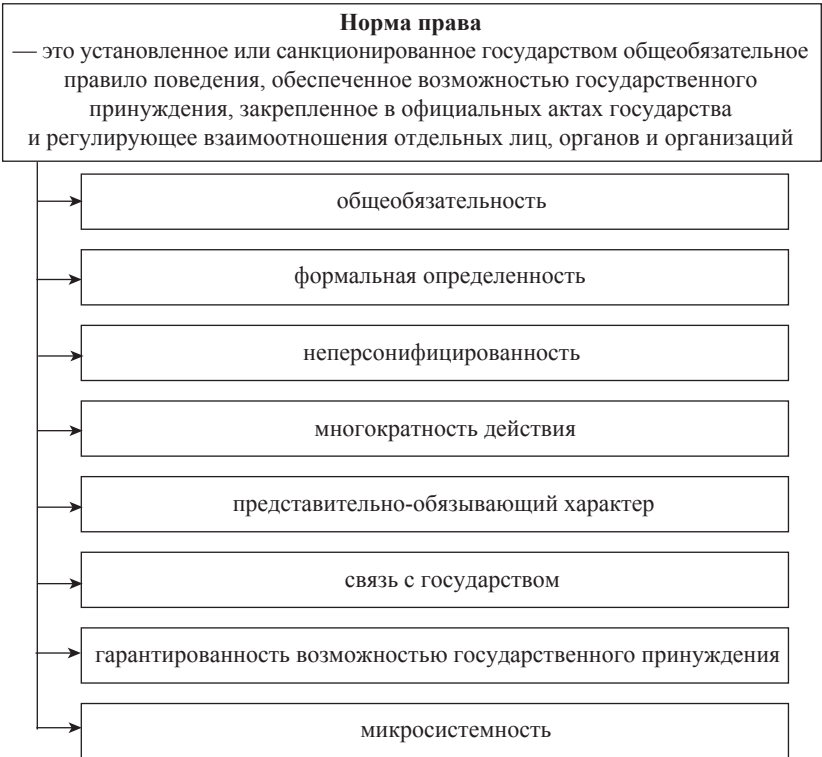 Норма права
— это установленное или санкционированное государством общеобязательное
правило поведения, обеспеченное возможностью государственного
принуждения, закрепленное в официальных актах государства
и регулирующее взаимоотношения отдельных лиц, органов и организаций
общеобязательность
формальная определенность
неперсонифицированность
многократность действия
представительно-обязывающий характер
связь с государством
гарантированность возможностью государственного принуждения
микросистемность